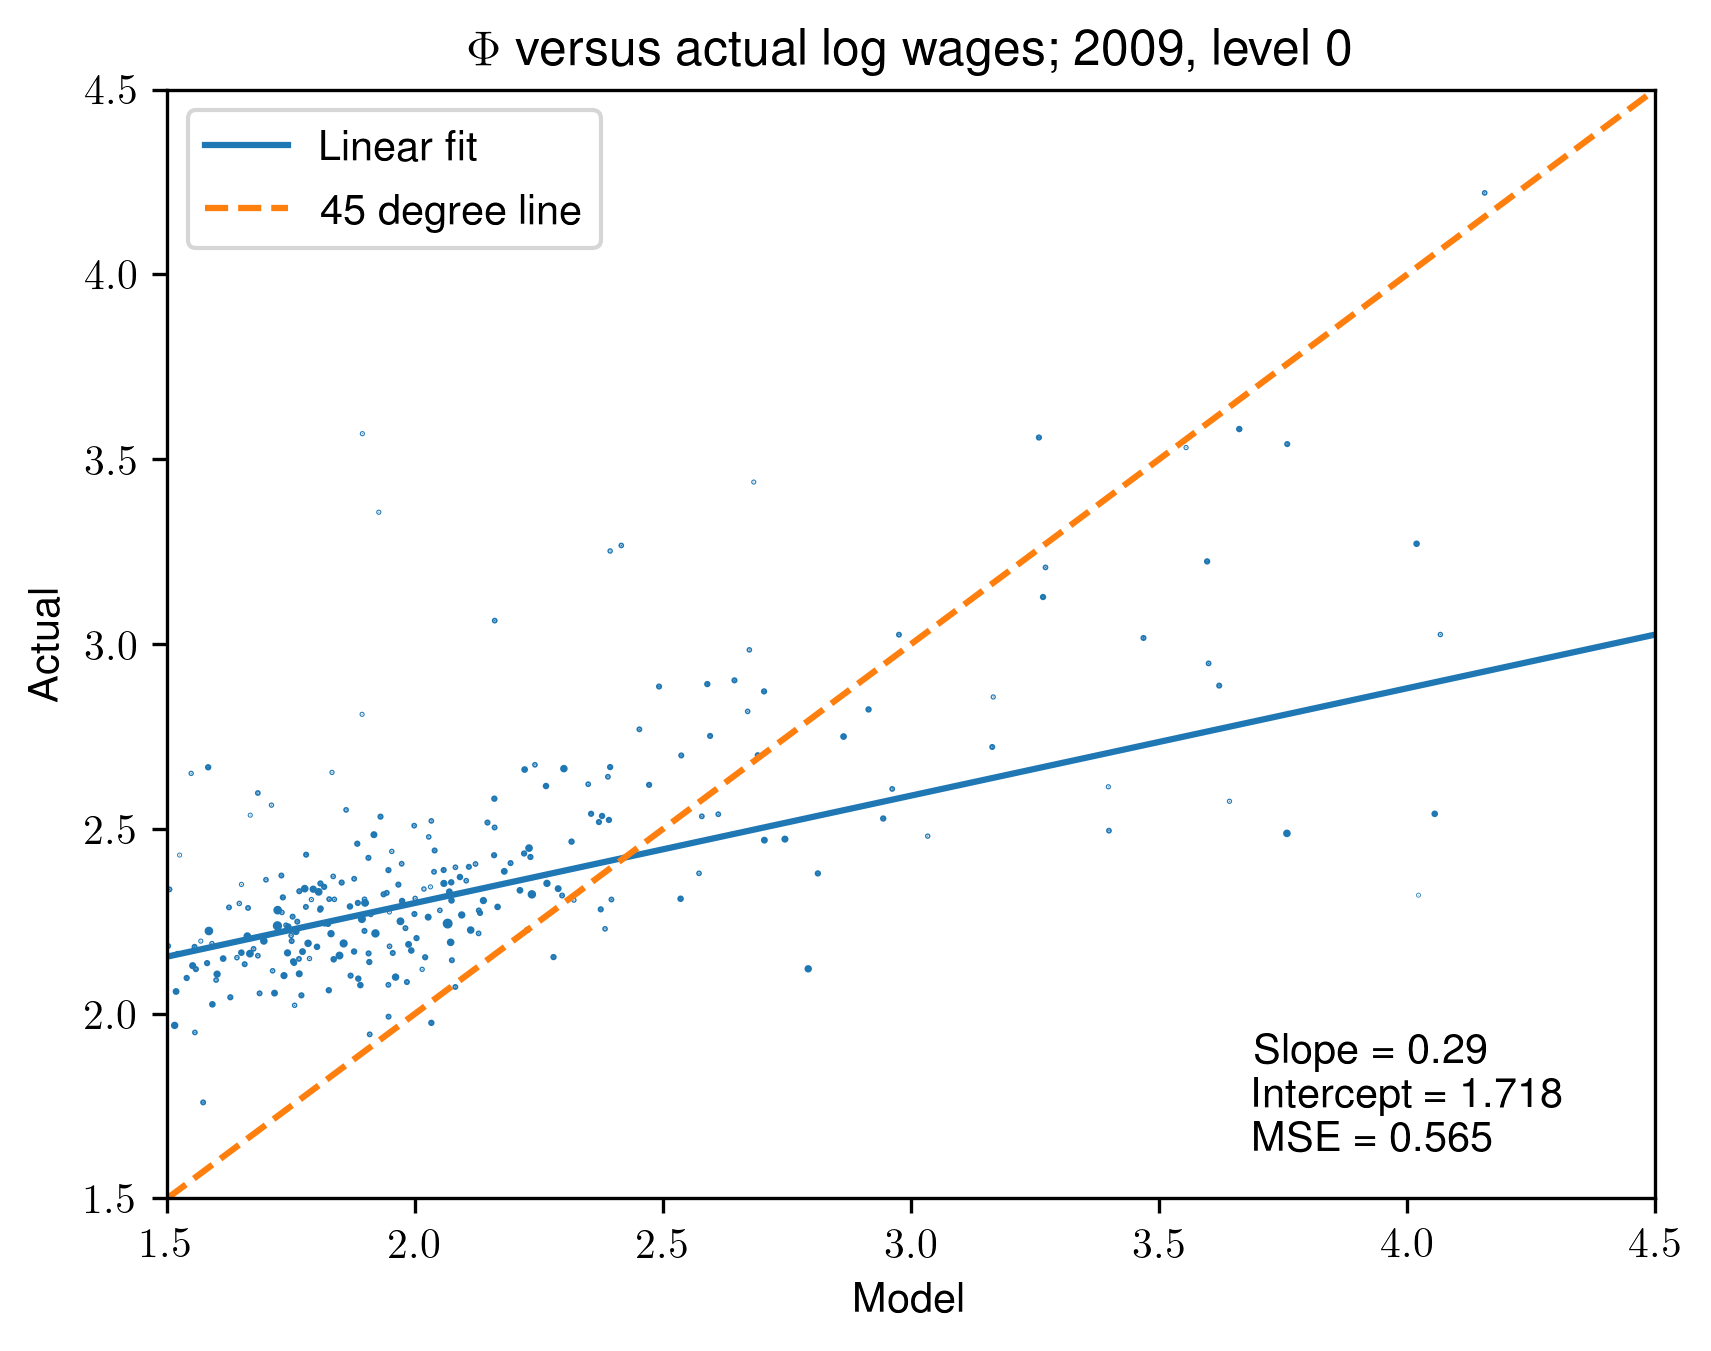 Φ versus actual log wages; 2009, level 0
4.5
4.0
3.5
3.0
2.5
2.0
1.5
Actual
Linear fit
45 degree line
Slope = 0.29
Intercept = 1.718
MSE = 0.565
1.5 2.0 2.5 3.0 3.5 4.0 4.5
Model